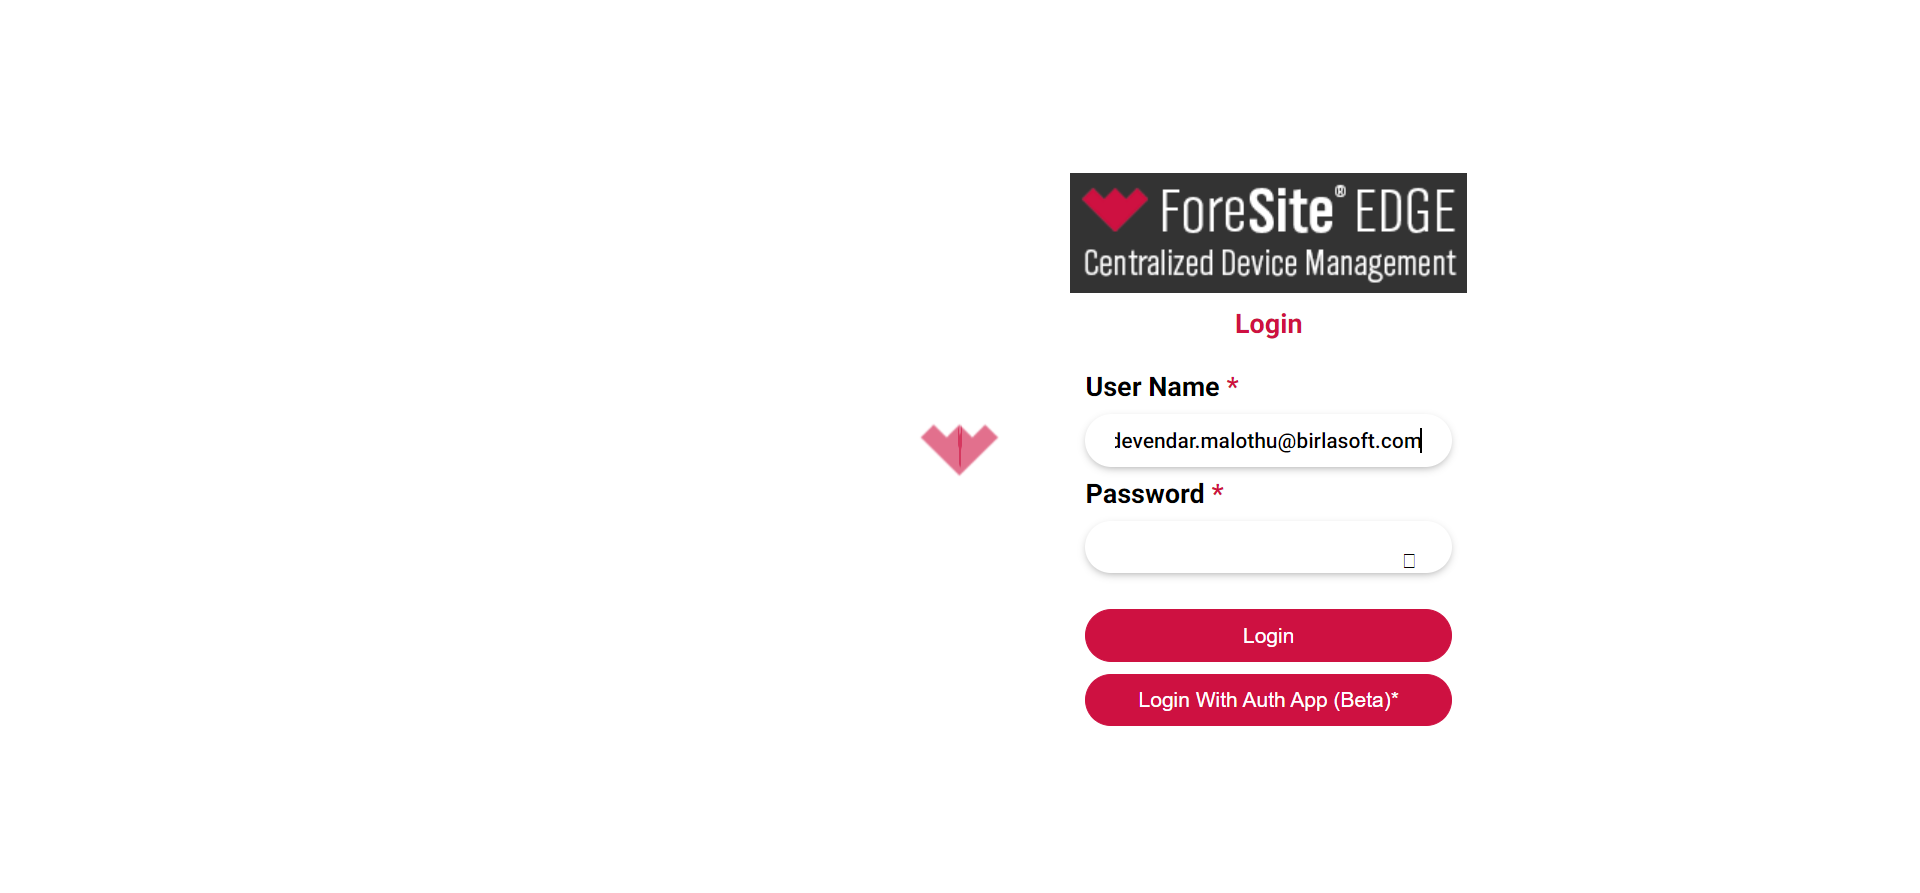 ForeSite® EDGE
Centralized Device Management
Login
User Name *
devendar.malothu@birlasoft.com
Password *
Login
Login With Auth App (Beta)*